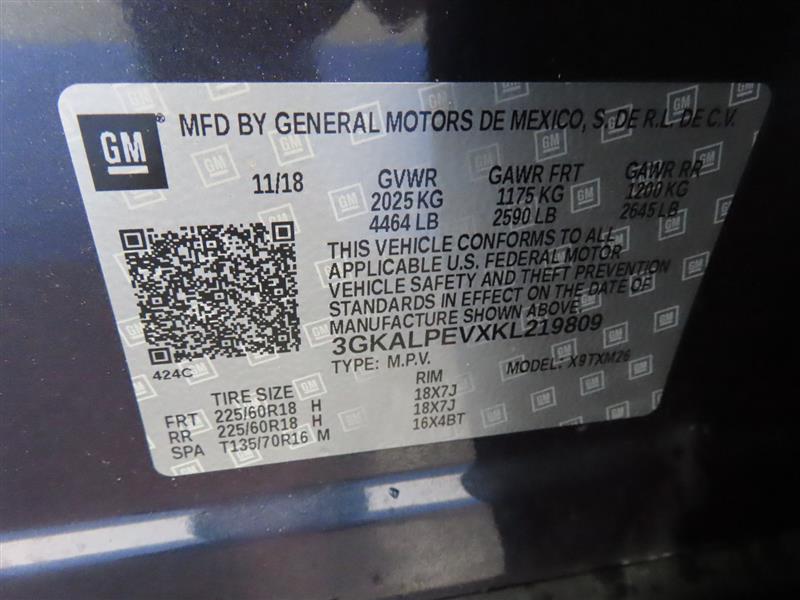 GM ® MFD BY GENERAL MOTORS DE MEXICO, S. DE R.L. DE C.V.
11/18 GVWR GAWR FRT GAWR RR
2025 KG 1175 KG 1200 KG
4464 LB 2590 LB 2645 LB
THIS VEHICLE CONFORMS TO ALL
APPLICABLE U.S. FEDERAL MOTOR
VEHICLE SAFETY AND THEFT PREVENTION
STANDARDS IN EFFECT ON THE DATE OF
MANUFACTURE SHOWN ABOVE
3GKALPEVXKL219809
424C TYPE: M.P.V. MODEL: X9TXM26
TIRE SIZE RIM
FRT 225/60R18 H 18X7J
RR 225/60R18 H 18X7J
SPA T135/70R16 M 16X4BT